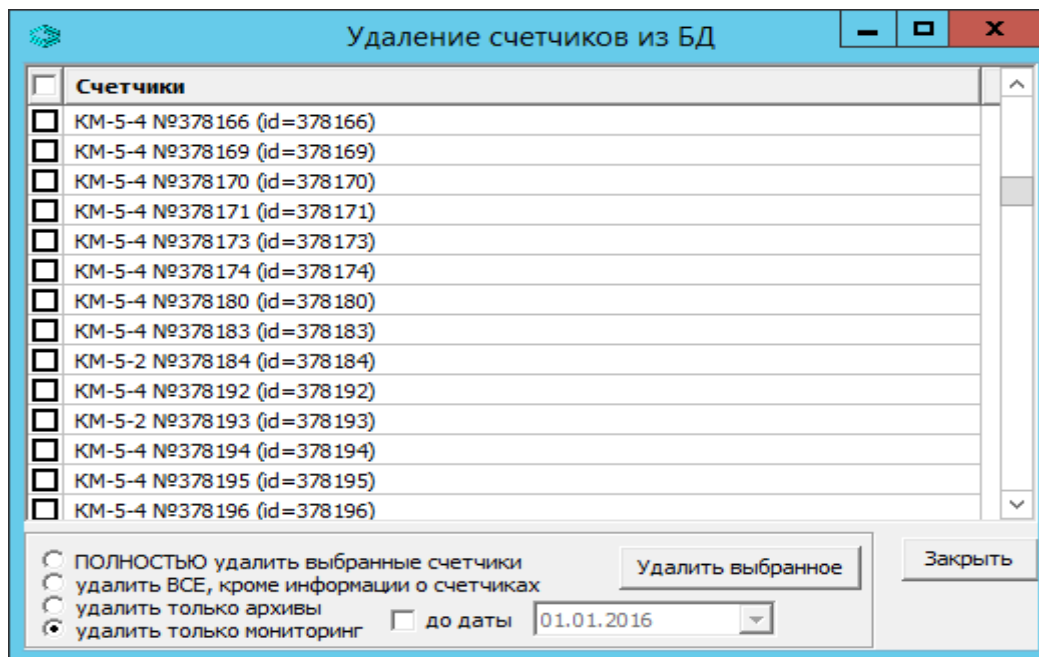 Удаление счетчиков из БД
Счетчики
КМ-5-4 №378166 (id=378166)
КМ-5-4 №378169 (id=378169)
КМ-5-4 №378170 (id=378170)
КМ-5-4 №378171 (id=378171)
КМ-5-4 №378173 (id=378173)
КМ-5-4 №378174 (id=378174)
КМ-5-4 №378180 (id=378180)
КМ-5-4 №378183 (id=378183)
КМ-5-2 №378184 (id=378184)
КМ-5-4 №378192 (id=378192)
КМ-5-2 №378193 (id=378193)
КМ-5-4 №378194 (id=378194)
КМ-5-4 №378195 (id=378195)
КМ-5-4 №378196 (id=378196)
ПОЛНОСТЬЮ удалить выбранные счетчики
удалить ВСЕ, кроме информации о счетчиках
удалить только архивы
удалить только мониторинг
до даты 01.01.2016
Удалить выбранное
Закрыть